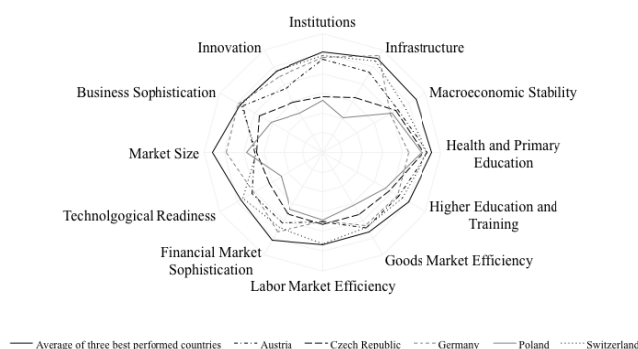 Institutions
Innovation
Infrastructure
Business Sophistication
Macroeconomic Stability
Market Size
Health and Primary
Education
Technolgogical Readiness
Higher Education and
Training
Financial Market
Sophistication
Goods Market Efficiency
Labor Market Efficiency
Average of three best performed countries Austria Czech Republic Germany Poland Switzerland